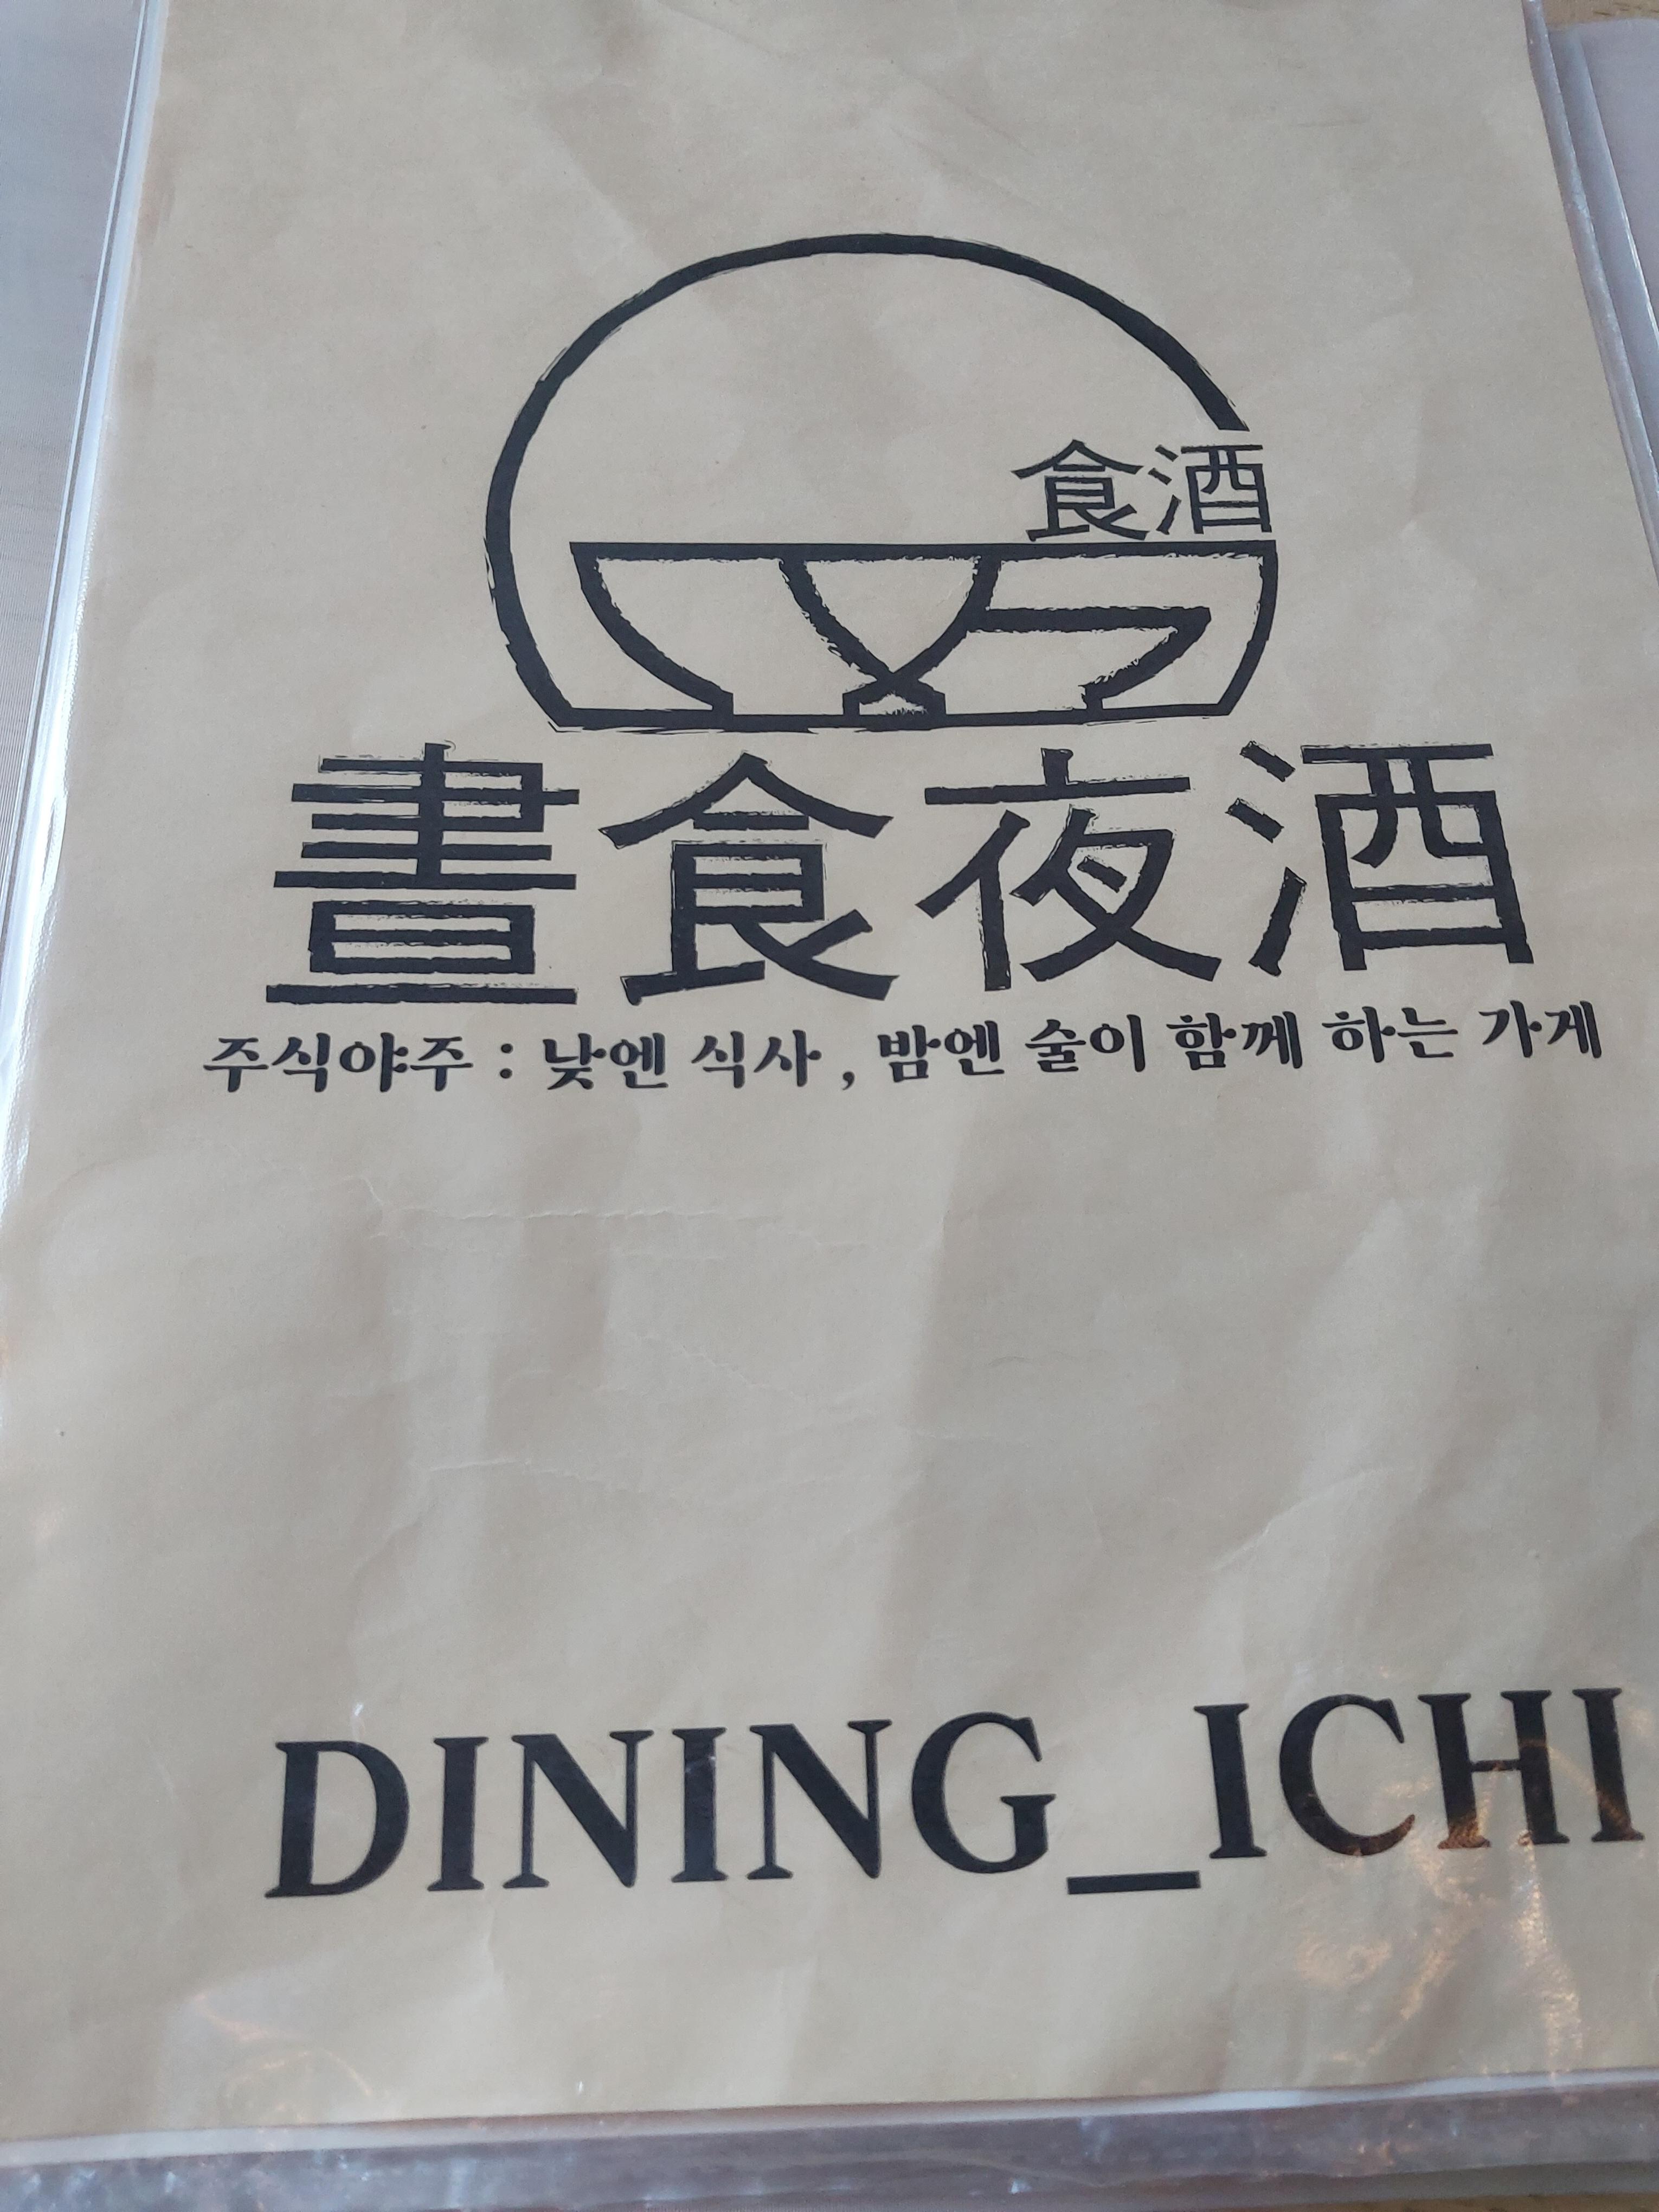 食酒
晝食夜酒
주식야주 : 낮엔 식사 , 밤엔 술이 함께 하는 가게
DINING_ICHI